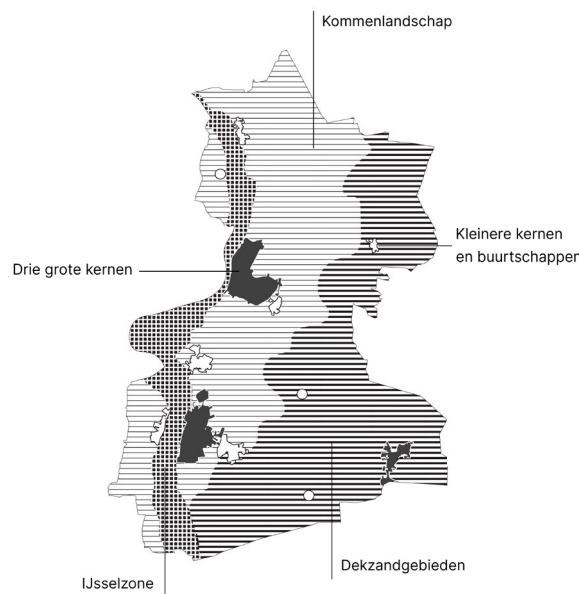 Kommenlandschap
Kleinere kernen
en buurtschappen
Drie grote kernen
Dekzandgebieden
IJsselzone